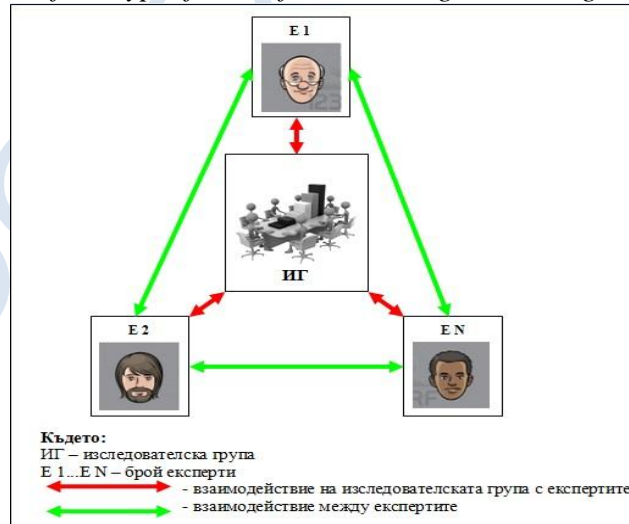 E 1
ИГ
E 2
E N
Където:
ИГ – изследователска група
E 1...E N – брой експерти
- взаимодействие на изследователската група с експертите
- взаимодействие между експертите